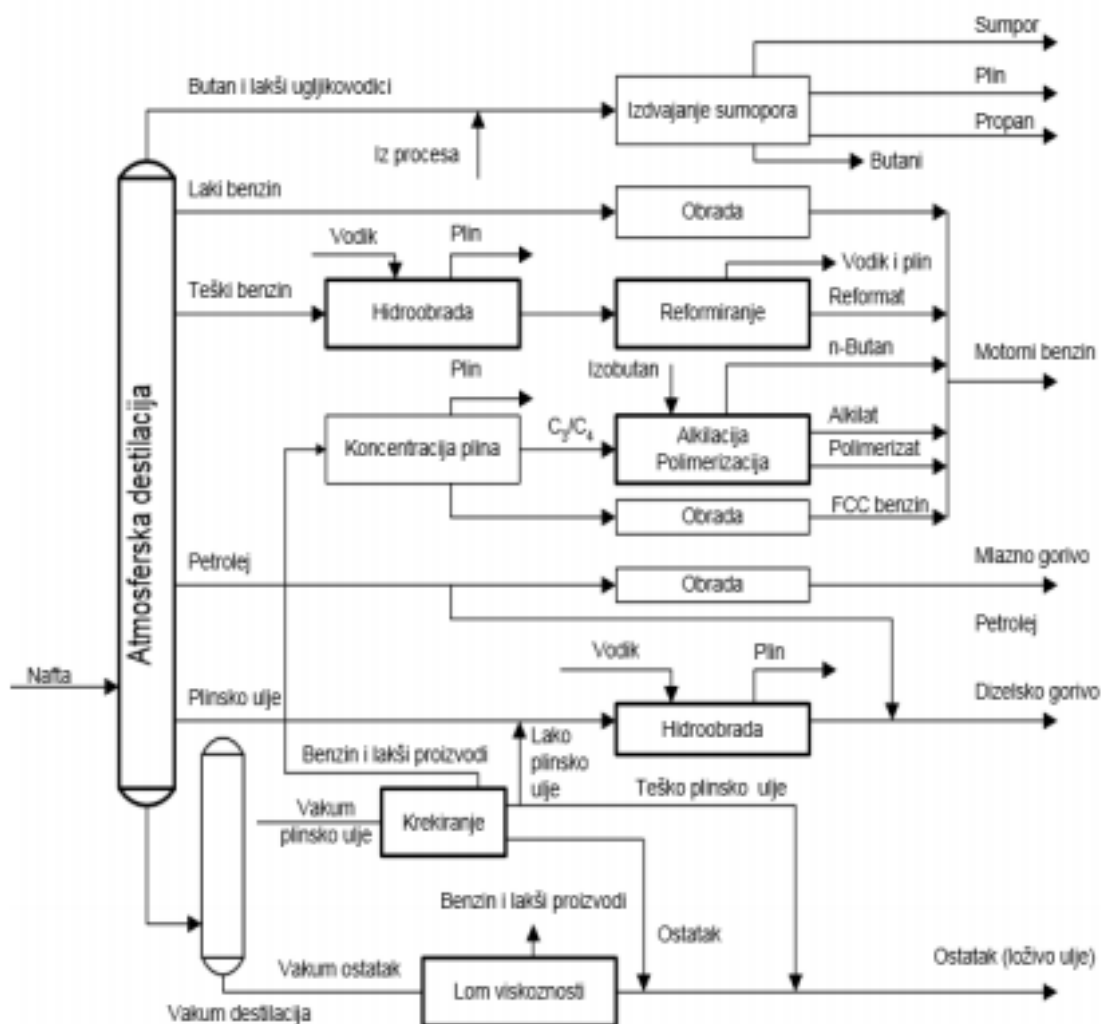 Sumpor
Butan i lakši ugljikovodici
Plin
Izdvajanje sumopora
Propan
Iz procesa
Butani
Laki benzin
Obrada
Vodik
Plin
Vodik i plin
Teški benzin
Hidroobrada
Reformiranje
Reformat
n-Butan
Plin
Izobutan
Motorni benzin
Atmosferska destilacija
Koncentracija plina
C3/C4
Alkilacija
Polimerizacija
Alkilat
Polimerizat
Obrada
FCC benzin
Petrolej
Obrada
Mlazno gorivo
Petrolej
Nafta
Vodik
Plin
Plinsko ulje
Hidroobrada
Dizelsko gorivo
Benzin i lakši proizvodi
Lako
plinsko
ulje
Teško plinsko ulje
Vakum
plinsko ulje
Krekiranje
Benzin i lakši proizvodi
Ostatak
Vakum ostatak
Lom viskoznosti
Ostatak (loživo ulje)
Vakum destilacija